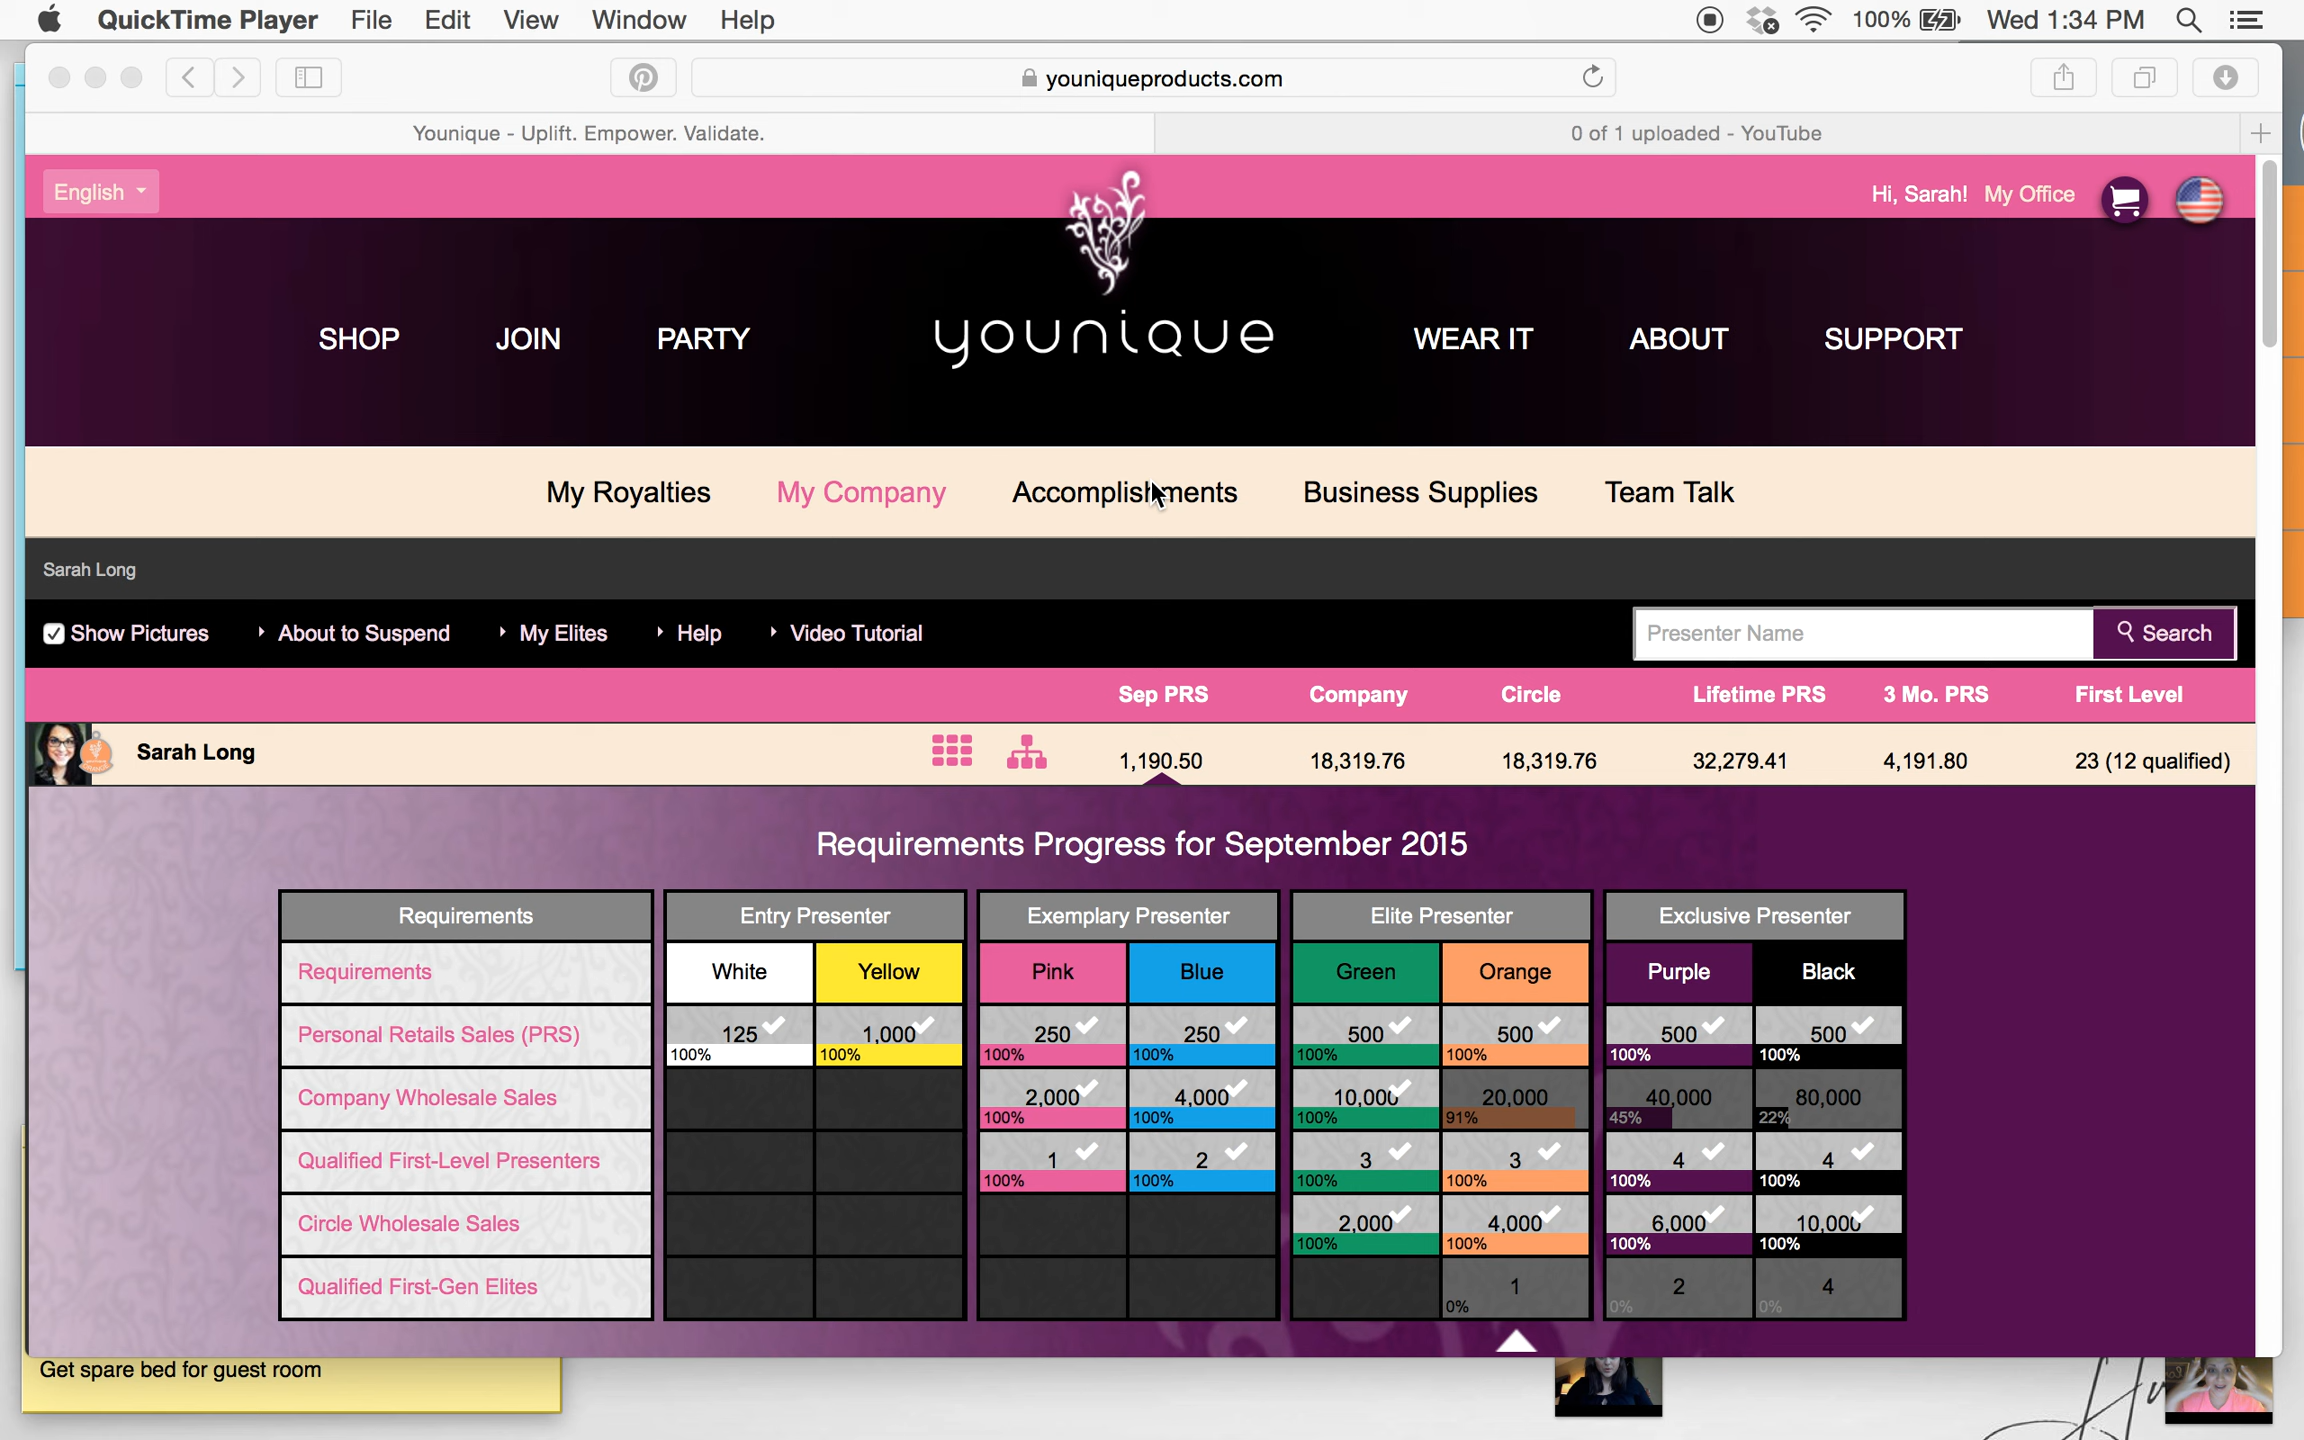 QuickTime Player File Edit View Window Help 100% Wed 1:34 PM
youniqueproducts.com
Younique - Uplift. Empower. Validate. 0 of 1 uploaded - YouTube
English Hi, Sarah! My Office
SHOP JOIN PARTY younique WEAR IT ABOUT SUPPORT
My Royalties My Company Accomplishments Business Supplies Team Talk
Sarah Long
Show Pictures About to Suspend My Elites Help Video Tutorial Presenter Name Search
Sep PRS Company Circle Lifetime PRS 3 Mo. PRS First Level
Sarah Long 1,190.50 18,319.76 18,319.76 32,279.41 4,191.80 23 (12 qualified)
Requirements Progress for September 2015
Requirements Entry Presenter Exemplary Presenter Elite Presenter Exclusive Presenter
Requirements White Yellow Pink Blue Green Orange Purple Black
Personal Retails Sales (PRS) 125 1,000 250 250 500 500 500 500
100% 100% 100% 100% 100% 100% 100% 100%
Company Wholesale Sales 2,000 4,000 10,000 20,000 40,000 80,000
100% 100% 100% 91% 45% 22%
Qualified First-Level Presenters 1 2 3 3 4 4
100% 100% 100% 100% 100% 100%
Circle Wholesale Sales 2,000 4,000 6,000 10,000
100% 100% 100% 100%
Qualified First-Gen Elites 1 2 4
0% 0% 0%
Get spare bed for guest room